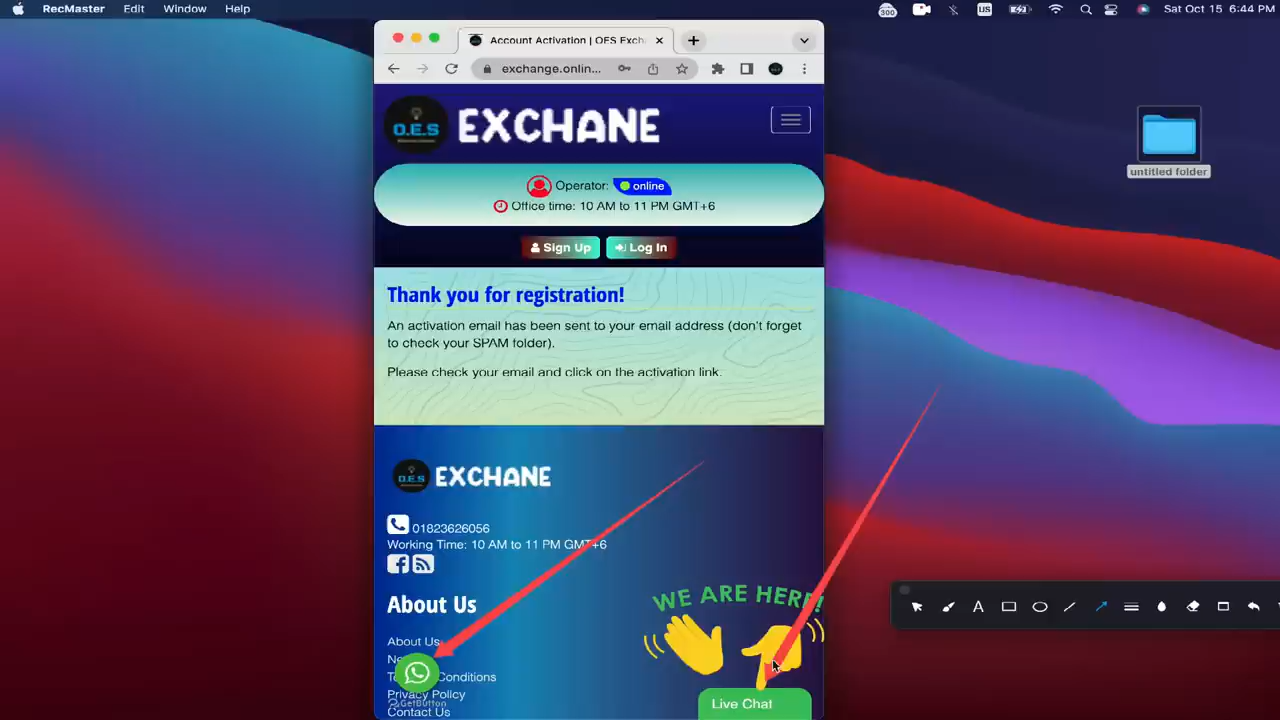 RecMaster Edit Window Help
300
US
Sat Oct 15 6:44 PM
Account Activation | OES Exch
exchange.onlin...
O.E.S
EXCHANE
Operator: online
Office time: 10 AM to 11 PM GMT+6
Sign Up
Log In
untitled folder
Thank you for registration!
An activation email has been sent to your email address (don't forget
to check your SPAM folder).
Please check your email and click on the activation link.
O.E.S
EXCHANE
01823626056
Working Time: 10 AM to 11 PM GMT+6
WE ARE HERE!
About Us
About Us
Conditions
Privacy Policy
GetButton
Contact Us
Live Chat
A